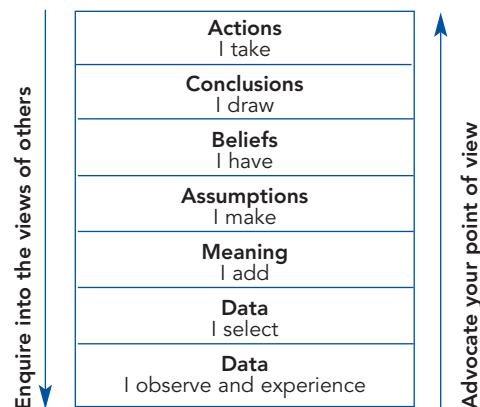 Enquire into the views of others
Actions
I take
Conclusions
I draw
Beliefs
I have
Assumptions
I make
Meaning
I add
Data
I select
Data
I observe and experience
Advocate your point of view